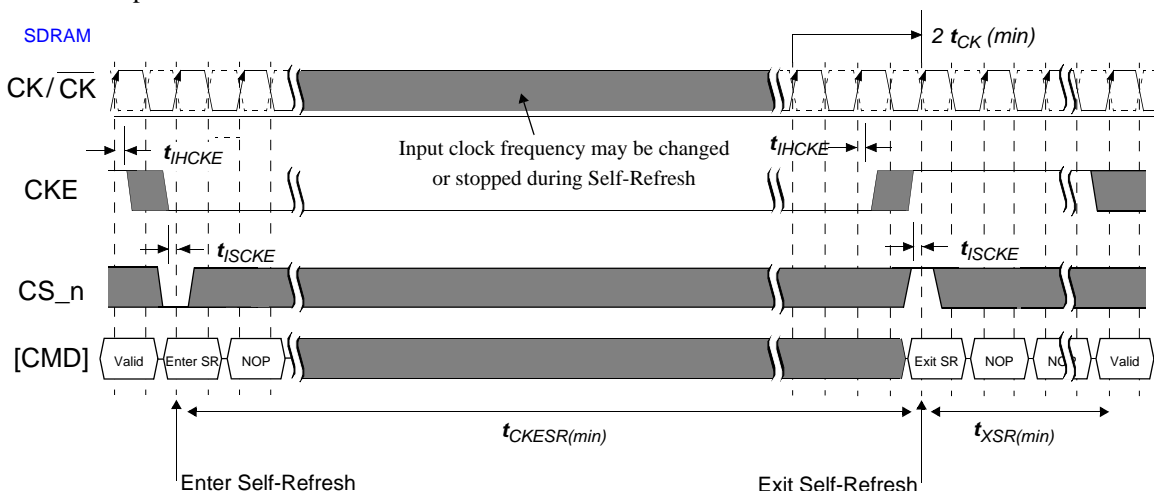 SDRAM
2 tCK (min)
CK/CK
tIHCKE
Input clock frequency may be changed
or stopped during Self-Refresh
tIHCKE
CKE
tISCKE
tISCKE
CS_n
[CMD]
Valid
Enter SR
NOP
Exit SR
NOP
NOP
Valid
tCKESR(min)
tXSR(min)
Enter Self-Refresh
Exit Self-Refresh